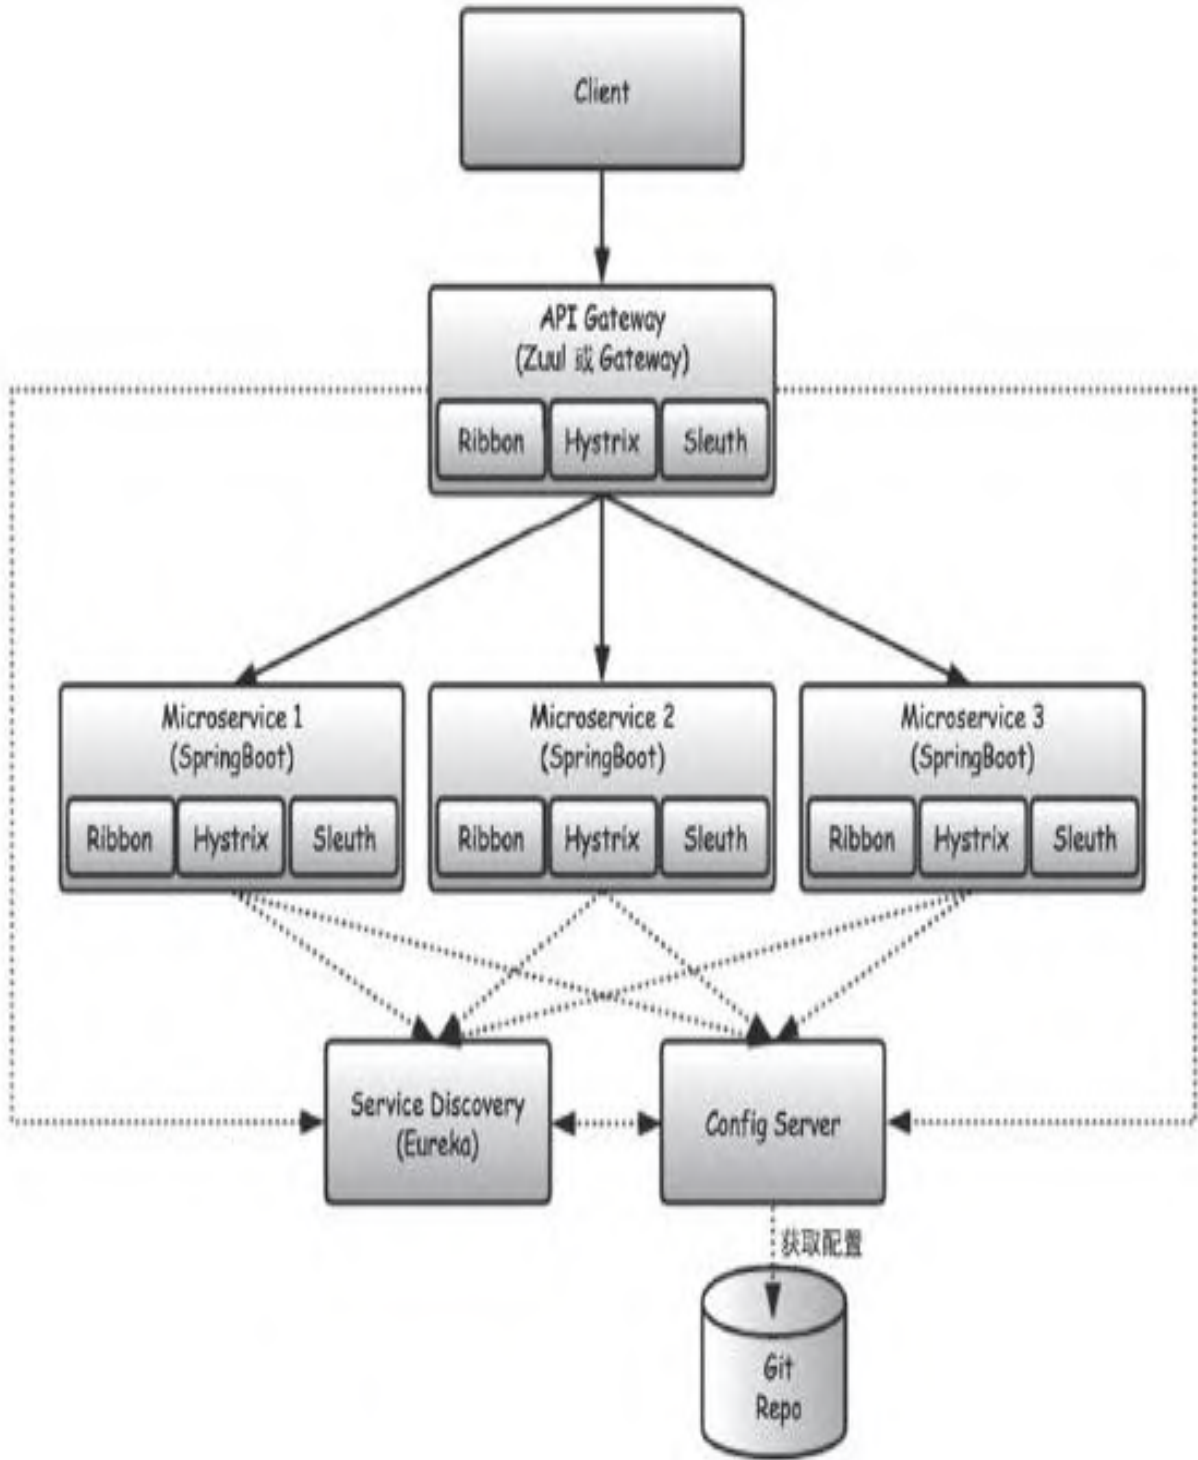 Client
API Gateway
(Zuul 或 Gateway)
Ribbon
Hystrix
Sleuth
Microservice 1
(SpringBoot)
Ribbon
Hystrix
Sleuth
Microservice 2
(SpringBoot)
Ribbon
Hystrix
Sleuth
Microservice 3
(SpringBoot)
Ribbon
Hystrix
Sleuth
Service Discovery
(Eureka)
Config Server
获取配置
Git
Repo